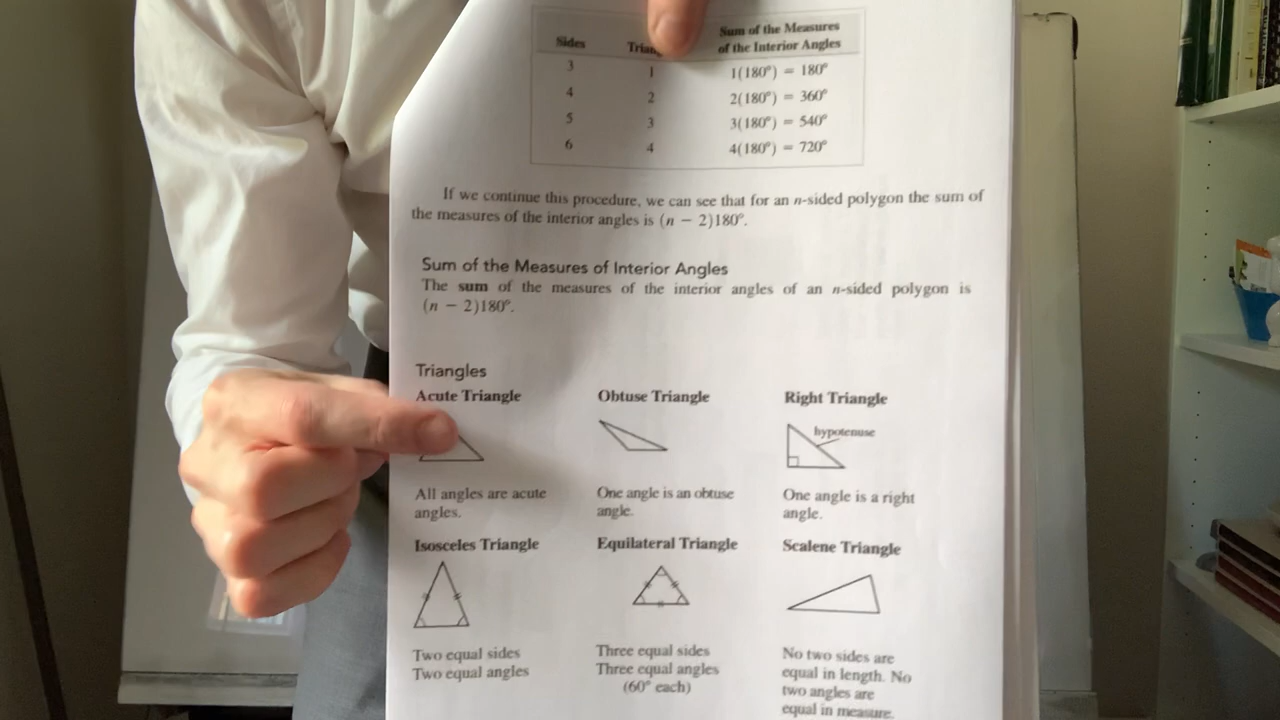 Sum of the Measures
Sides of the Interior Angles
3 1 1(180°) = 180°
4 2 2(180°) = 360°
5 3 3(180°) = 540°
6 4 4(180°) = 720°
If we continue this procedure, we can see that for an n-sided polygon the sum of
the measures of the interior angles is (n − 2)180°.
Sum of the Measures of Interior Angles
The sum of the measures of the interior angles of an n-sided polygon is
(n − 2)180°.
Triangles
Acute Triangle Obtuse Triangle Right Triangle
hypotenuse
All angles are acute One angle is an obtuse One angle is a right
angles. angle. angle.
Isosceles Triangle Equilateral Triangle Scalene Triangle
Two equal sides Three equal sides No two sides are
Two equal angles Three equal angles equal in length. No
(60° each) two angles are
equal in measure.